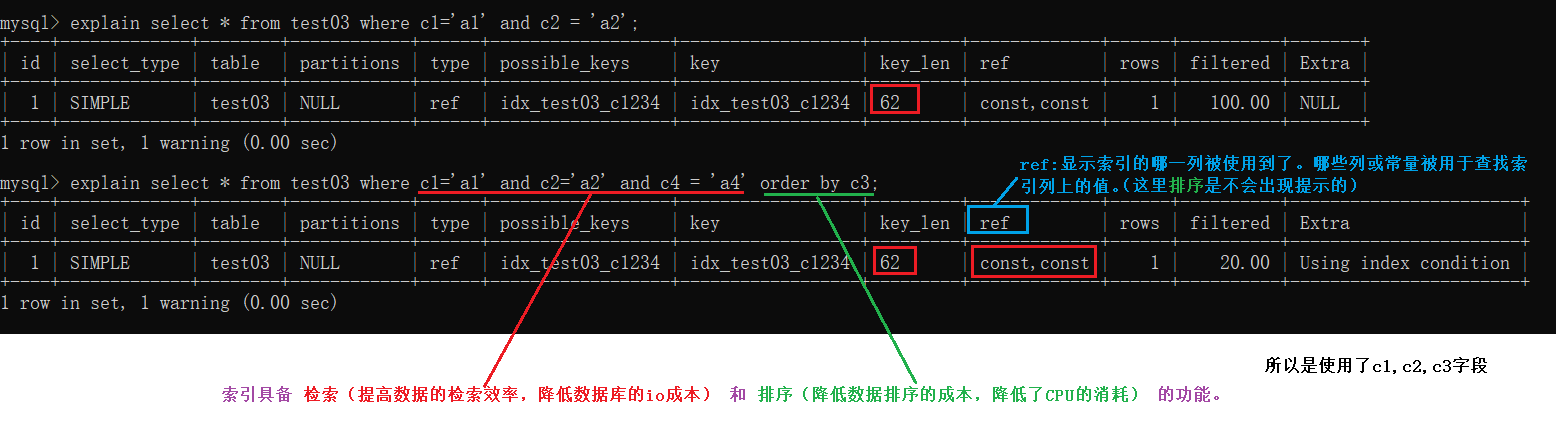 mysql> explain select * from test03 where c1='a1' and c2 = 'a2';
+----+-------------+--------+------------+------+------------------+------------------+---------+-------------+------+----------+-------+
| id | select_type | table | partitions | type | possible_keys | key | key_len | ref | rows | filtered | Extra |
+----+-------------+--------+------------+------+------------------+------------------+---------+-------------+------+----------+-------+
| 1 | SIMPLE | test03 | NULL | ref | idx_test03_c1234 | idx_test03_c1234 | 62 | const,const | 1 | 100.00 | NULL |
+----+-------------+--------+------------+------+------------------+------------------+---------+-------------+------+----------+-------+
1 row in set, 1 warning (0.00 sec)
ref:显示索引的哪一列被使用到了。哪些列或常量被用于查找索
引列上的值。(这里排序是不会出现提示的)
mysql> explain select * from test03 where c1='a1' and c2='a2' and c4 = 'a4' order by c3;
+----+-------------+--------+------------+------+------------------+------------------+---------+-------------+------+----------+-----------------------+
| id | select_type | table | partitions | type | possible_keys | key | key_len | ref | rows | filtered | Extra |
+----+-------------+--------+------------+------+------------------+------------------+---------+-------------+------+----------+-----------------------+
| 1 | SIMPLE | test03 | NULL | ref | idx_test03_c1234 | idx_test03_c1234 | 62 | const,const | 1 | 20.00 | Using index condition |
+----+-------------+--------+------------+------+------------------+------------------+---------+-------------+------+----------+-----------------------+
1 row in set, 1 warning (0.00 sec)
所以是使用了c1,c2,c3字段
索引具备 检索(提高数据的检索效率，降低数据库的io成本) 和 排序(降低数据排序的成本，降低了CPU的消耗) 的功能。